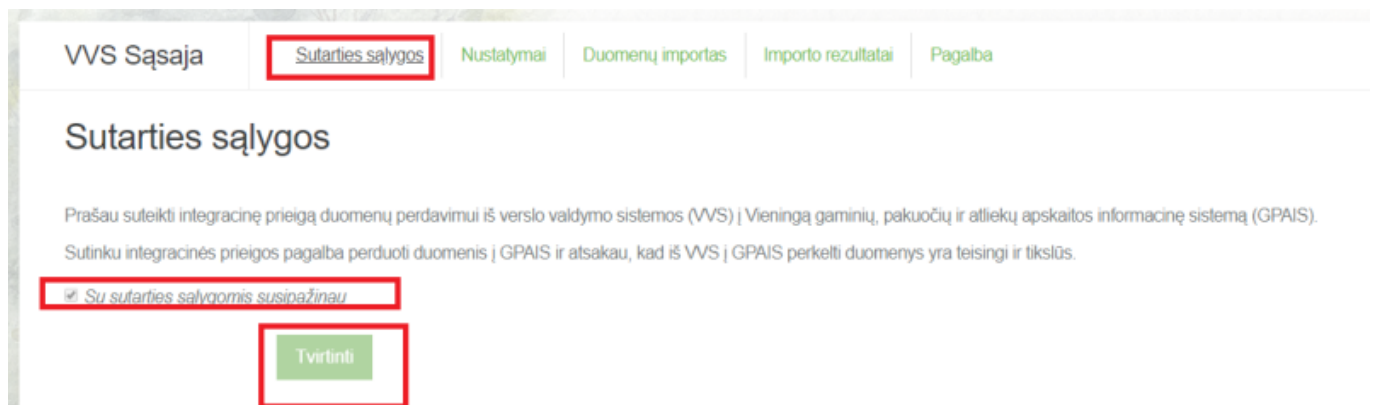 VVS Sąsaja Sutarties sąlygos Nustatymai Duomenų importas Importo rezultatai Pagalba
Sutarties sąlygos
Prašau suteikti integracinę prieigą duomenų perdavimui iš verslo valdymo sistemos (VVS) į Vieningą gaminių, pakuočių ir atliekų apskaitos informacinę sistemą (GPAIS).
Sutinku integracinės prieigos pagalba perduoti duomenis į GPAIS ir atsakau, kad iš VVS į GPAIS perkelti duomenys yra teisingi ir tikslūs.
Su sutarties sąlygomis susipažinau
Tvirtinti